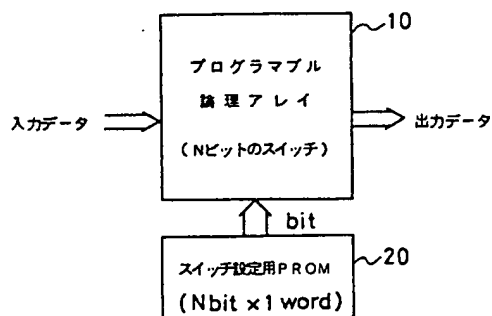 10
プログラマブル
論理アレイ
入力データ
出力データ
(Nビットのスイッチ)
bit
スイッチ設定用PROM
20
(Nbit x1 word)